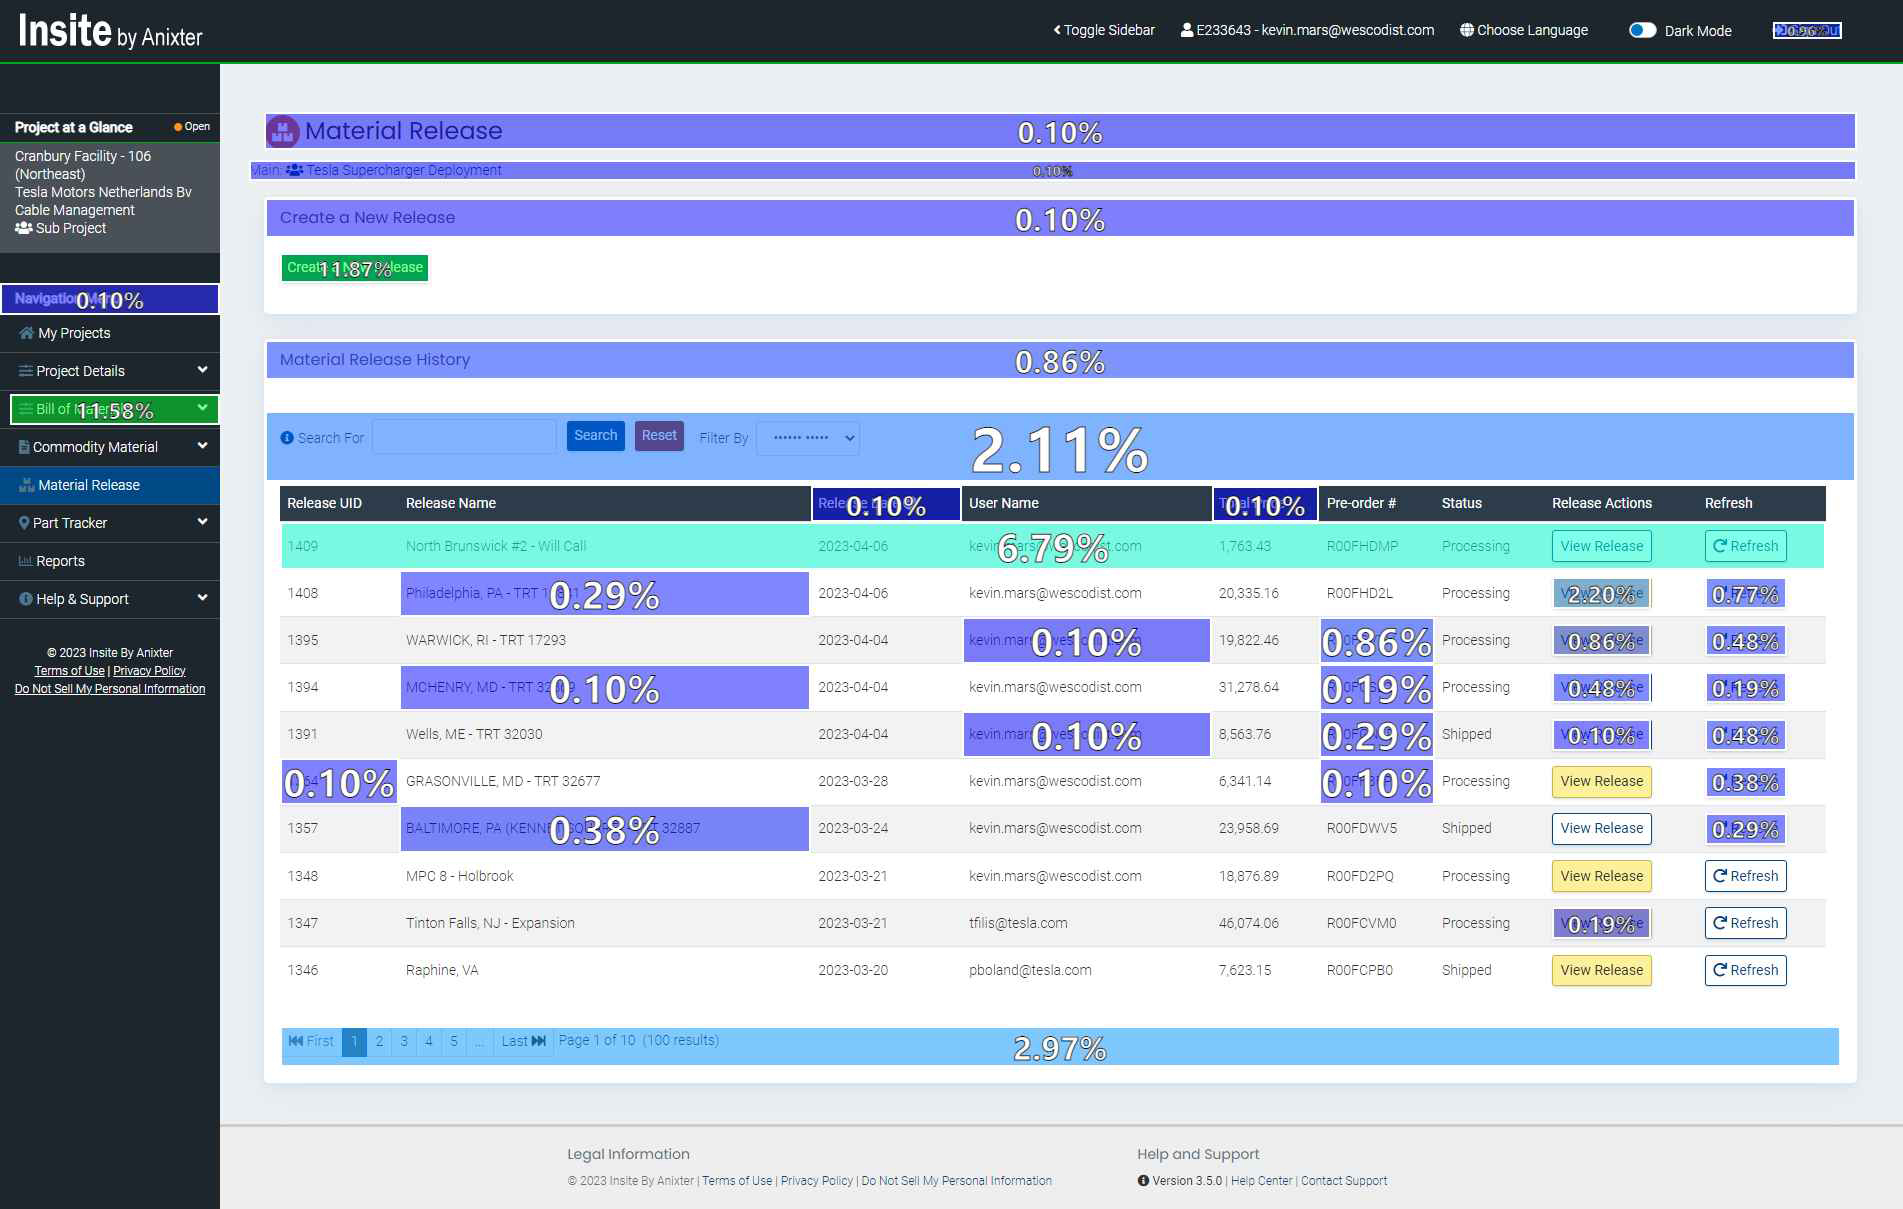 Insite by Anixter
Toggle Sidebar
E233643 - kevin.mars@wescodist.com
Choose Language
Dark Mode
0.96%
Project at a Glance
Open
Cranbury Facility - 106
(Northeast)
Tesla Motors Netherlands Bv
Cable Management
Sub Project
Navigation
0.10%
My Projects
Project Details
Bill of
11.58%
Commodity Material
Material Release
Part Tracker
Reports
Help & Support
© 2023 Insite By Anixter
Terms of Use | Privacy Policy
Do Not Sell My Personal Information
Material Release
0.10%
Main: Tesla Supercharger Deployment
0.10%
Create a New Release
0.10%
11.87%
Material Release History
0.86%
Search For Search Reset Filter By
2.11%
Release UID Release Name 0.10% User Name 0.10% Pre-order # Status Release Actions Refresh
1409 North Brunswick #2 - Will Call 2023-04-06 6.79% 1,763.43 R00FHDMP Processing View Release Refresh
1408 Philadelphia, PA - TRT 0.29% 2023-04-06 kevin.mars@wescodist.com 20,335.16 R00FHD2L Processing 2.20% 0.77%
1395 WARWICK, RI - TRT 17293 2023-04-04 0.10% 19,822.46 0.86% Processing 0.86% 0.48%
1394 MCHENRY, MD - TRT 0.10% 2023-04-04 kevin.mars@wescodist.com 31,278.64 0.19% Processing 0.48% 0.19%
1391 Wells, ME - TRT 32030 2023-04-04 0.10% 8,563.76 0.29% Shipped 0.10% 0.48%
0.10% GRASONVILLE, MD - TRT 32677 2023-03-28 kevin.mars@wescodist.com 6,341.14 0.10% Processing View Release 0.38%
1357 BALTIMORE, PA 0.38% 32887 2023-03-24 kevin.mars@wescodist.com 23,958.69 R00FDWV5 Shipped View Release 0.29%
1348 MPC 8 - Holbrook 2023-03-21 kevin.mars@wescodist.com 18,876.89 R00FD2PQ Processing View Release Refresh
1347 Tinton Falls, NJ - Expansion 2023-03-21 tfilis@tesla.com 46,074.06 R00FCVM0 Processing 0.19% Refresh
1346 Raphine, VA 2023-03-20 pboland@tesla.com 7,623.15 R00FCPB0 Shipped View Release Refresh
First 1 2 3 4 5 ... Last Page 1 of 10 (100 results)
2.97%
Legal Information
© 2023 Insite By Anixter | Terms of Use | Privacy Policy | Do Not Sell My Personal Information
Help and Support
Version 3.5.0 | Help Center | Contact Support